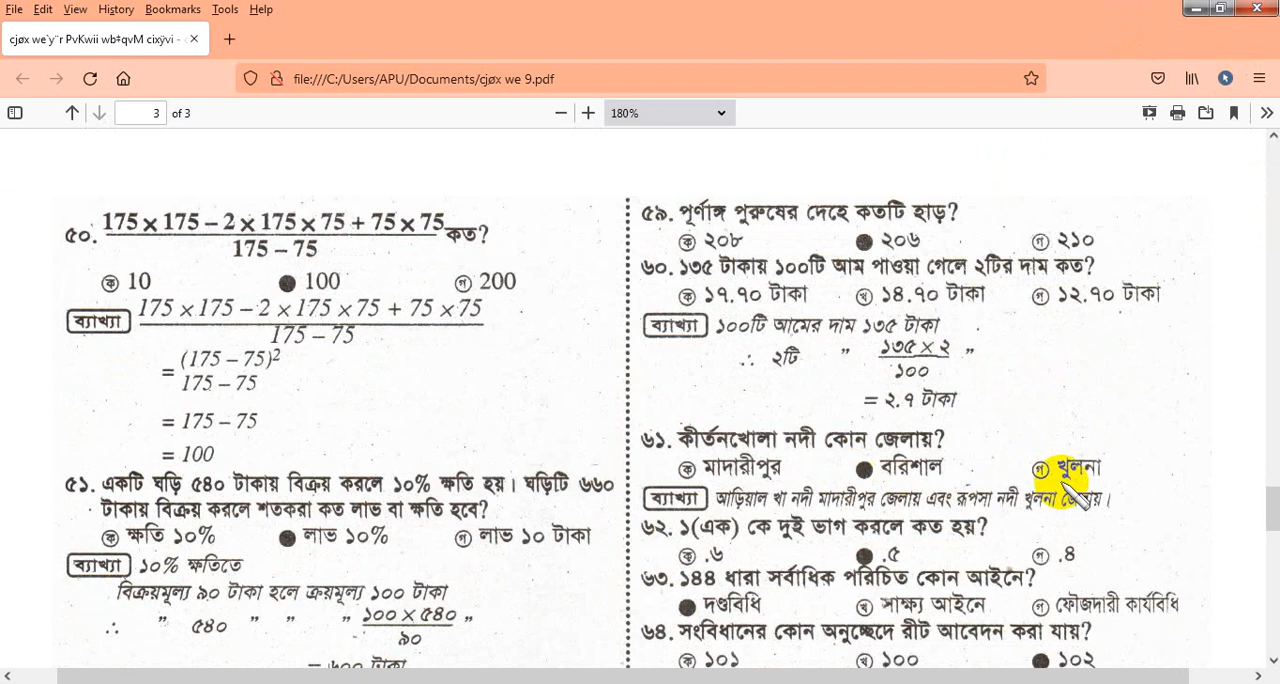 File Edit View History Bookmarks Tools Help
cjøx we`y¨r PvKwii wb‡qvM cixÿvi -
file:///C:/Users/APU/Documents/cjøx we 9.pdf
3 of 3
180%
৫০. 175 × 175 – 2 × 175 × 75 + 75 × 75 কত?
175 – 75
ক 10 100 গ 200
ব্যাখ্যা 175 × 175 – 2 × 175 × 75 + 75 × 75
175 – 75
= (175 – 75)²
175 – 75
= 175 – 75
= 100
৫১. একটি ঘড়ি ৫৪০ টাকায় বিক্রয় করলে ১০% ক্ষতি হয়। ঘড়িটি ৬৬০
টাকায় বিক্রয় করলে শতকরা কত লাভ বা ক্ষতি হবে?
ক ক্ষতি ১০% লাভ ১০% গ লাভ ১০ টাকা
ব্যাখ্যা ১০% ক্ষতিতে
বিক্রয়মূল্য ৯০ টাকা হলে ক্রয়মূল্য ১০০ টাকা
∴ " ৫৪০ " " " ১০০ × ৫৪০ "
৯০
= ৬০০ টাকা
৫৯. পূর্ণাঙ্গ পুরুষের দেহে কতটি হাড়?
ক ২০৮ ২০৬ গ ২১০
৬০. ১৩৫ টাকায় ১০০টি আম পাওয়া গেলে ২টির দাম কত?
ক ১৭.৭০ টাকা খ ১৪.৭০ টাকা গ ১২.৭০ টাকা
ব্যাখ্যা ১০০টি আমের দাম ১৩৫ টাকা
∴ ২টি " ১৩৫ × ২ "
১০০
= ২.৭ টাকা
৬১. কীর্তনখোলা নদী কোন জেলায়?
ক মাদারীপুর বরিশাল গ খুলনা
ব্যাখ্যা আড়িয়াল খা নদী মাদারীপুর জেলায় এবং রূপসা নদী খুলনা জেলায়।
৬২. ১(এক) কে দুই ভাগ করলে কত হয়?
ক .৬ .৫ গ .৪
৬৩. ১৪৪ ধারা সর্বাধিক পরিচিত কোন আইনে?
দণ্ডবিধি খ সাক্ষ্য আইনে গ ফৌজদারী কার্যবিধি
৬৪. সংবিধানের কোন অনুচ্ছেদে রীট আবেদন করা যায়?
ক ১০১ খ ১০০ ১০২